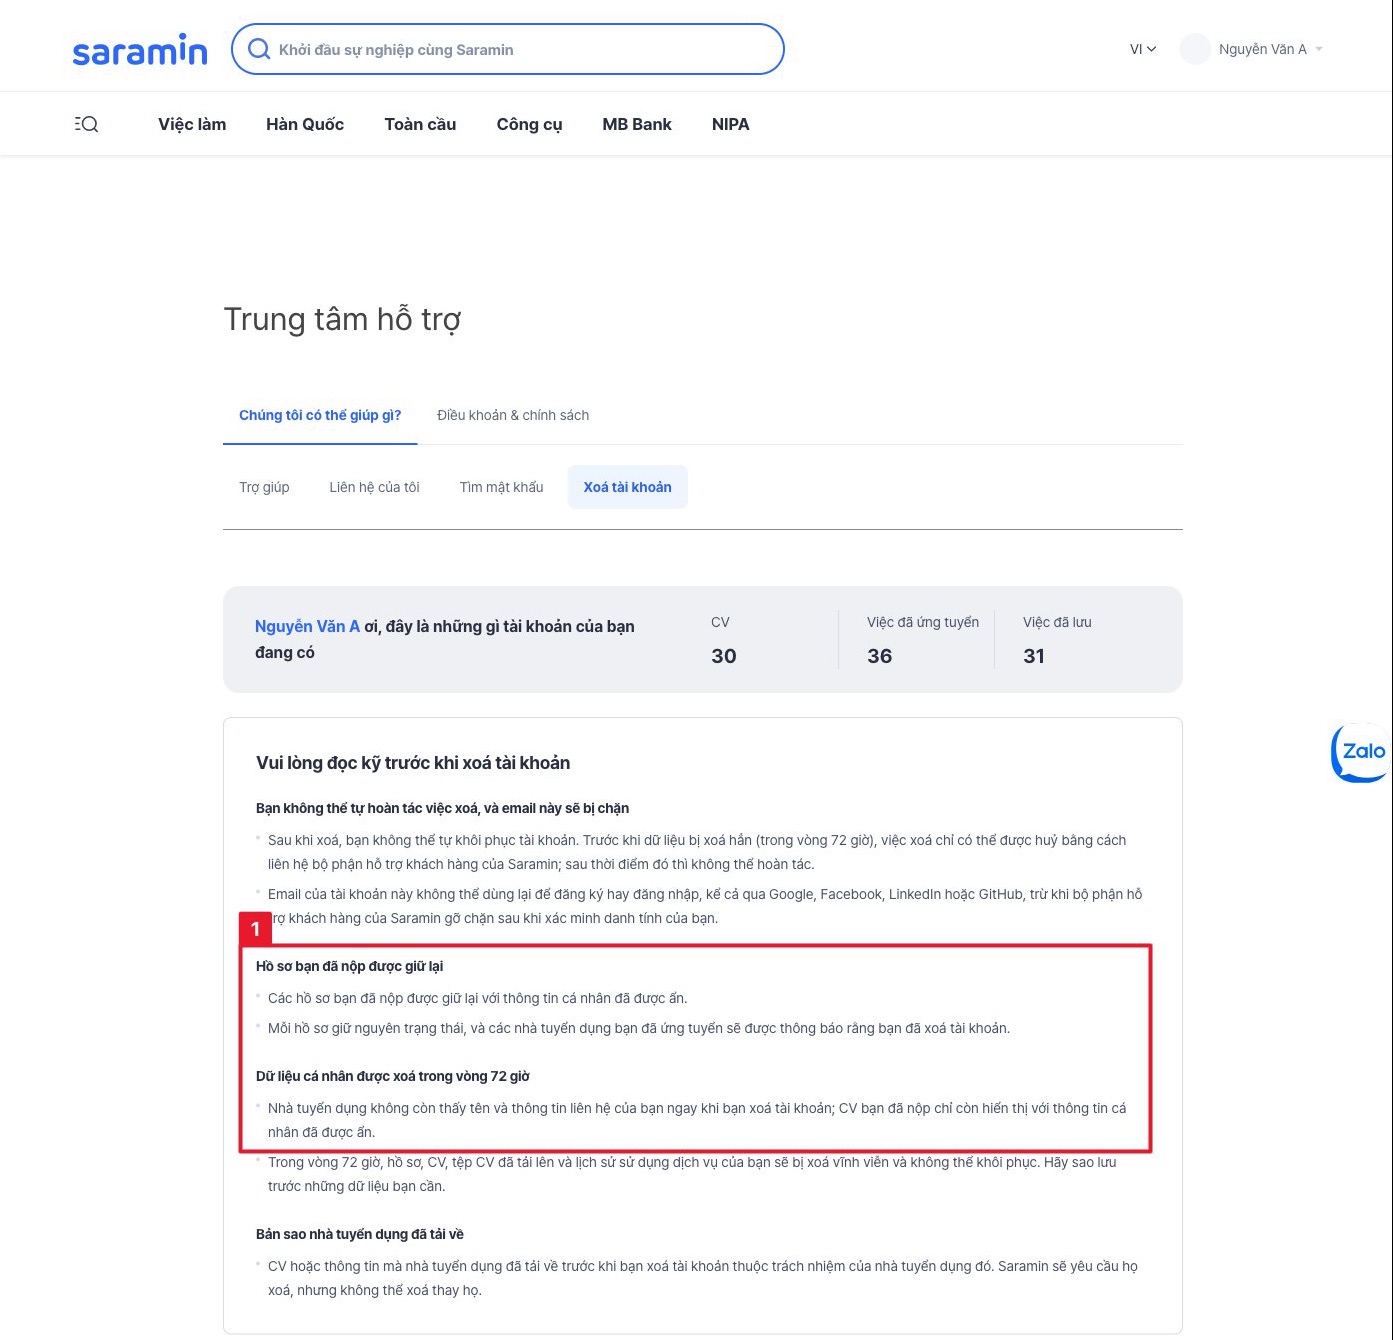 saramin
Khởi đầu sự nghiệp cùng Saramin
VI
Nguyễn Văn A
Việc làm
Hàn Quốc
Toàn cầu
Công cụ
MB Bank
NIPA
Trung tâm hỗ trợ
Chúng tôi có thể giúp gì?
Điều khoản & chính sách
Trợ giúp
Liên hệ của tôi
Tìm mật khẩu
Xoá tài khoản
Nguyễn Văn A ơi, đây là những gì tài khoản của bạn
đang có
CV
30
Việc đã ứng tuyển
36
Việc đã lưu
31
Zalo
Vui lòng đọc kỹ trước khi xoá tài khoản
Bạn không thể tự hoàn tác việc xoá, và email này sẽ bị chặn
Sau khi xoá, bạn không thể tự khôi phục tài khoản. Trước khi dữ liệu bị xoá hẳn (trong vòng 72 giờ), việc xoá chỉ có thể được huỷ bằng cách
liên hệ bộ phận hỗ trợ khách hàng của Saramin; sau thời điểm đó thì không thể hoàn tác.
Email của tài khoản này không thể dùng lại để đăng ký hay đăng nhập, kể cả qua Google, Facebook, LinkedIn hoặc GitHub, trừ khi bộ phận hỗ
rợ khách hàng của Saramin gỡ chặn sau khi xác minh danh tính của bạn.
1
Hồ sơ bạn đã nộp được giữ lại
Các hồ sơ bạn đã nộp được giữ lại với thông tin cá nhân đã được ẩn.
Mỗi hồ sơ giữ nguyên trạng thái, và các nhà tuyển dụng bạn đã ứng tuyển sẽ được thông báo rằng bạn đã xoá tài khoản.
Dữ liệu cá nhân được xoá trong vòng 72 giờ
Nhà tuyển dụng không còn thấy tên và thông tin liên hệ của bạn ngay khi bạn xoá tài khoản; CV bạn đã nộp chỉ còn hiển thị với thông tin cá
nhân đã được ẩn.
Trong vòng 72 giờ, hồ sơ, CV, tệp CV đã tải lên và lịch sử sử dụng dịch vụ của bạn sẽ bị xoá vĩnh viễn và không thể khôi phục. Hãy sao lưu
trước những dữ liệu bạn cần.
Bản sao nhà tuyển dụng đã tải về
CV hoặc thông tin mà nhà tuyển dụng đã tải về trước khi bạn xoá tài khoản thuộc trách nhiệm của nhà tuyển dụng đó. Saramin sẽ yêu cầu họ
xoá, nhưng không thể xoá thay họ.